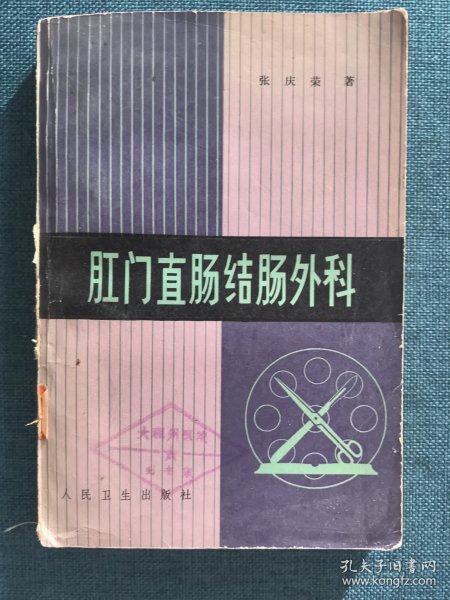 张庆荣 著
肛门直肠结肠外科
人民卫生出版社
孔夫子旧书网
www.kongfz.com